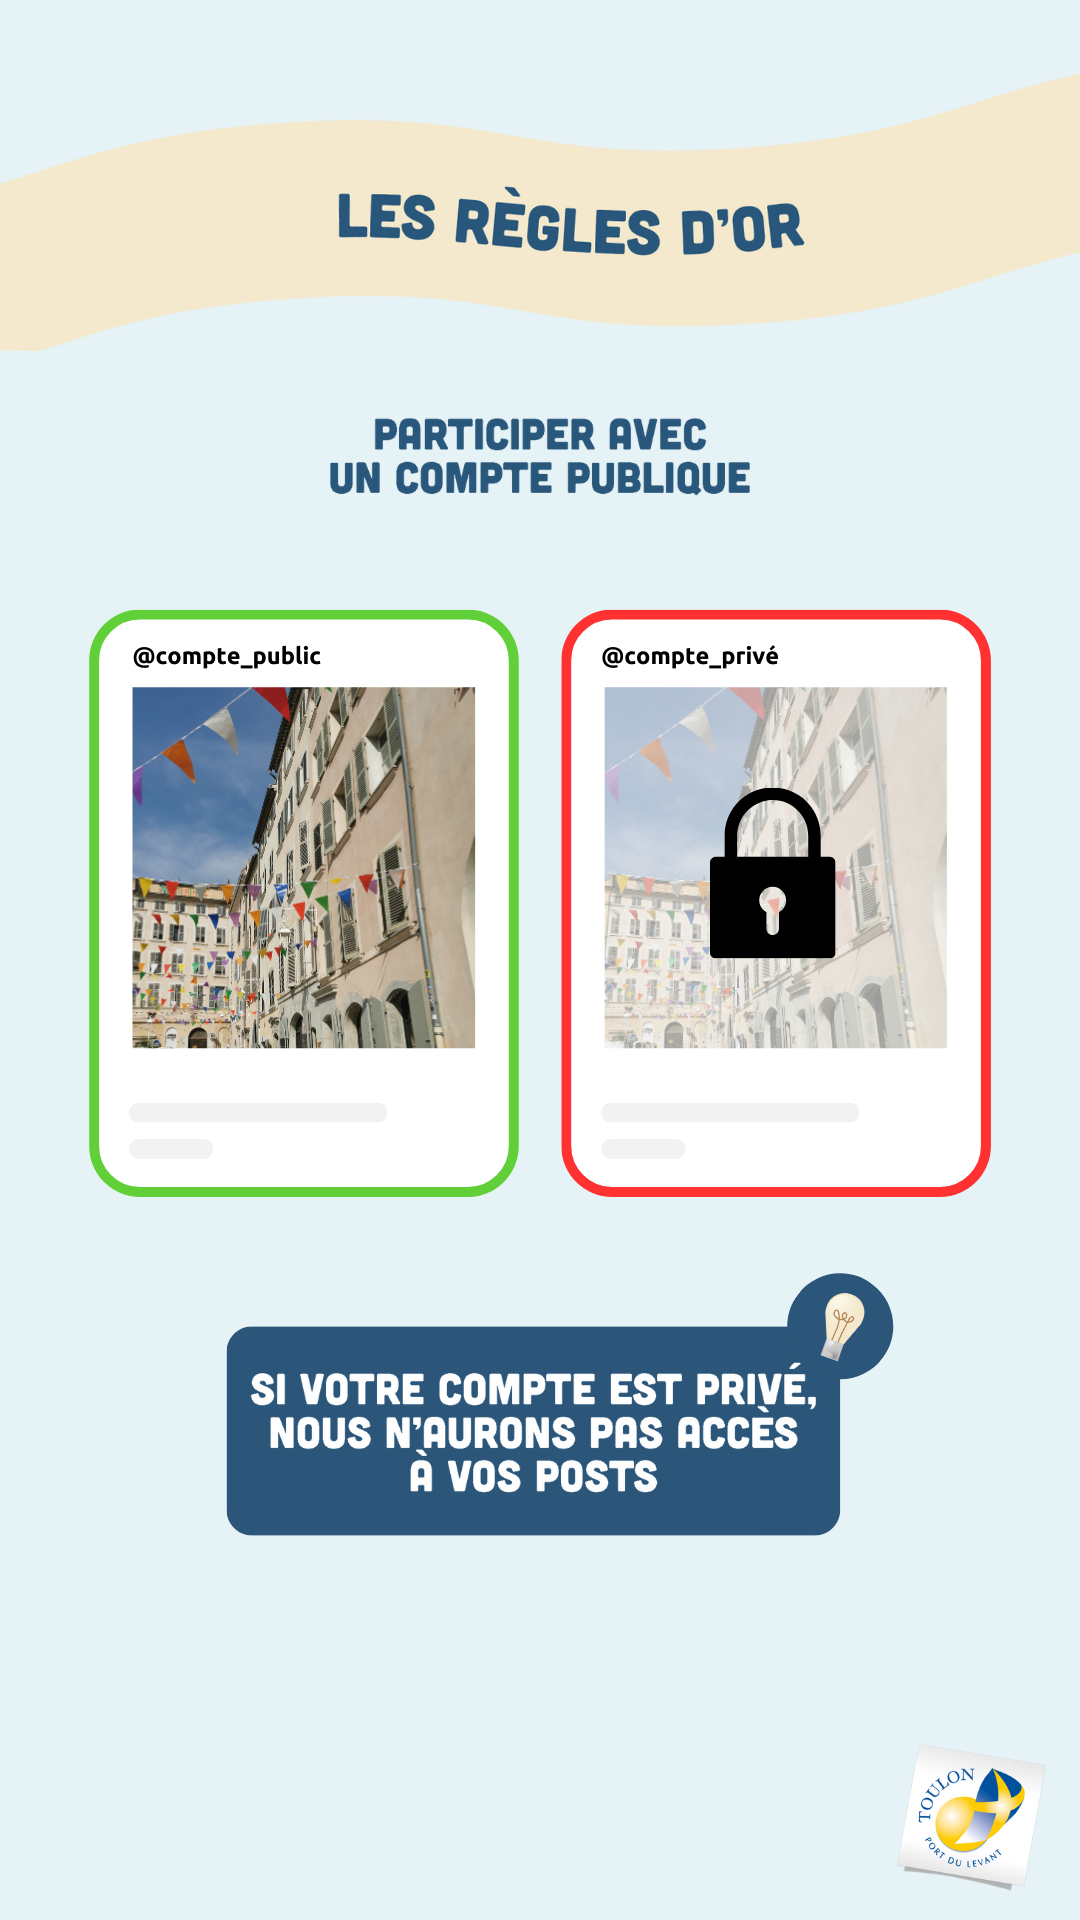 LES RÈGLES D'OR
PARTICIPER AVEC
UN COMPTE PUBLIQUE
@compte_public
@compte_privé
SI VOTRE COMPTE EST PRIVÉ,
NOUS N'AURONS PAS ACCÈS
À VOS POSTS
TOULON
PORT DU LEVANT